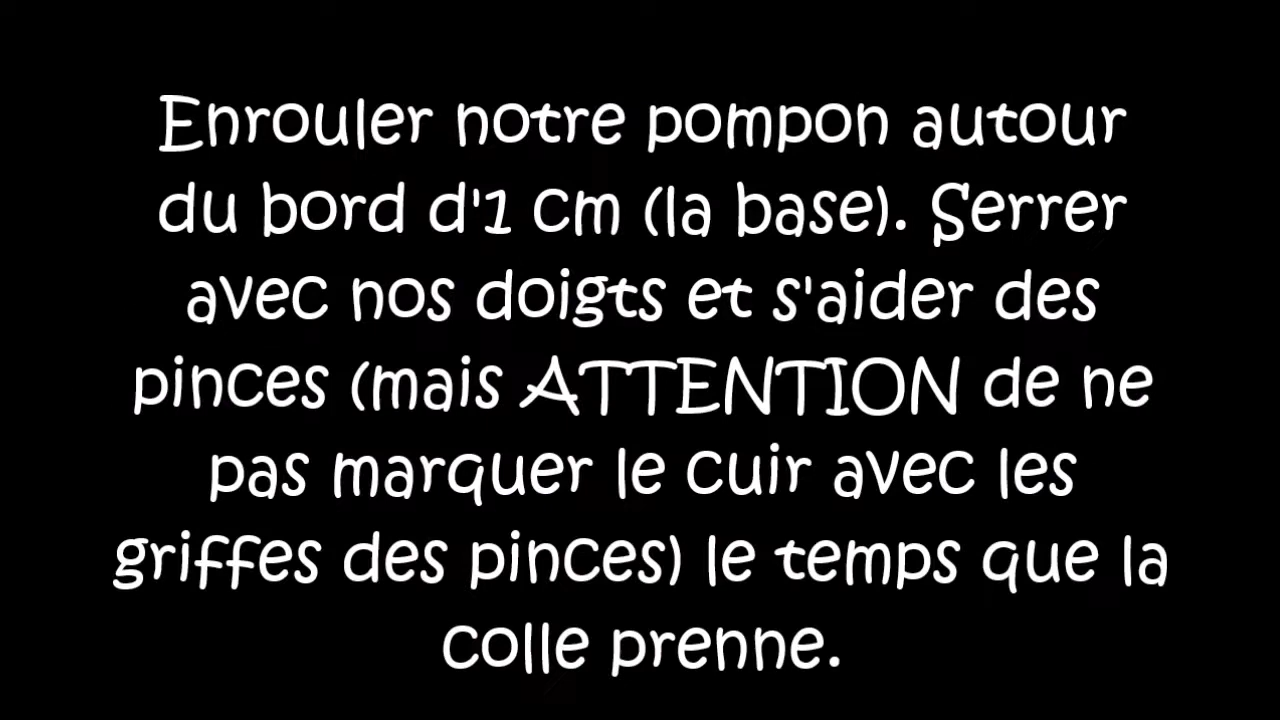 Enrouler notre pompon autour
du bord d'1 cm (la base). Serrer
avec nos doigts et s'aider des
pinces (mais ATTENTION de ne
pas marquer le cuir avec les
griffes des pinces) le temps que la
colle prenne.